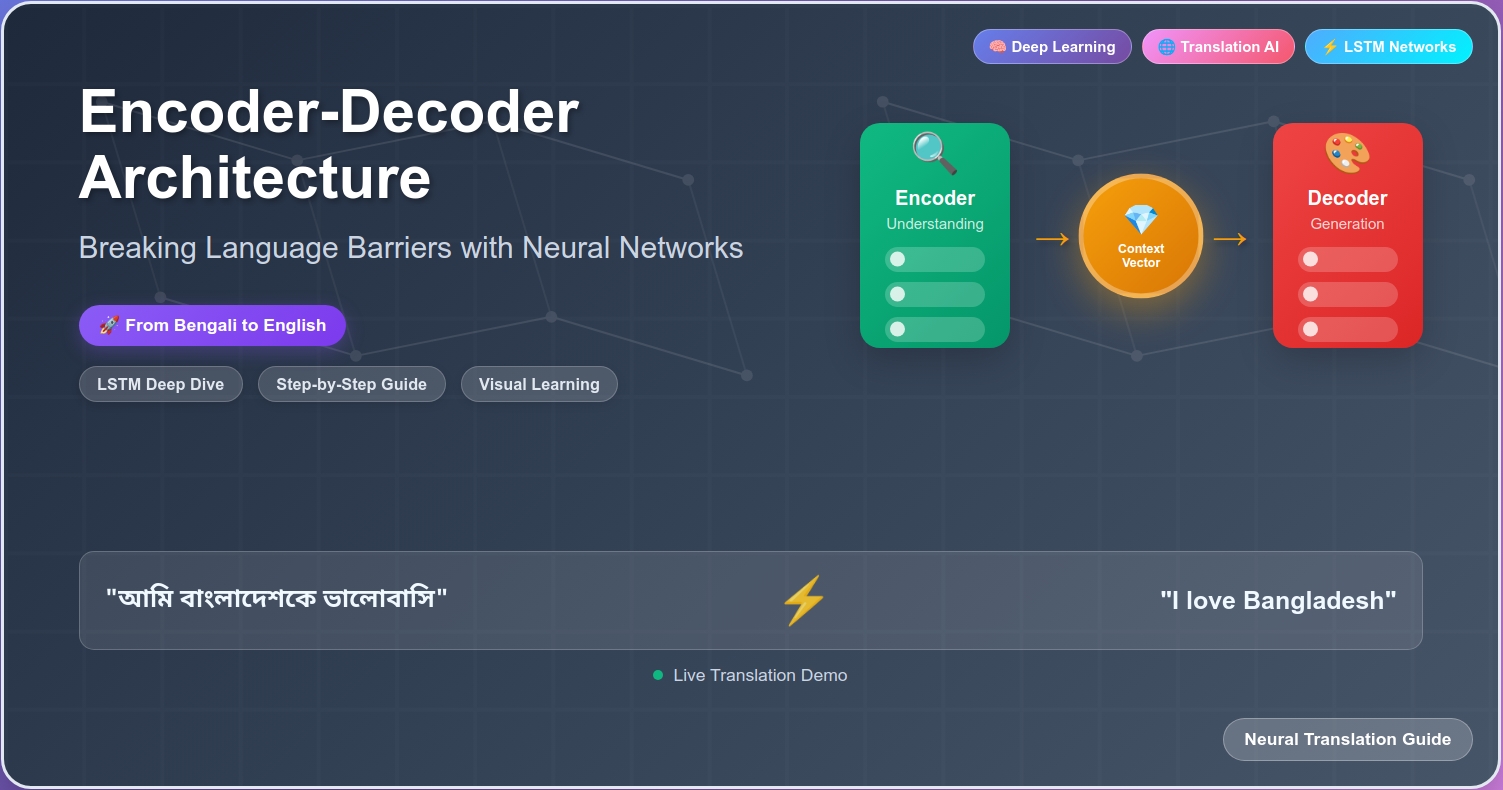 🧠 Deep Learning
🌐 Translation AI
⚡ LSTM Networks
Encoder-Decoder
Architecture
Breaking Language Barriers with Neural Networks
🚀 From Bengali to English
LSTM Deep Dive
Step-by-Step Guide
Visual Learning
Encoder
Understanding
→
Context
Vector
→
Decoder
Generation
"আমি বাংলাদেশকে ভালোবাসি"
"I love Bangladesh"
Live Translation Demo
Neural Translation Guide